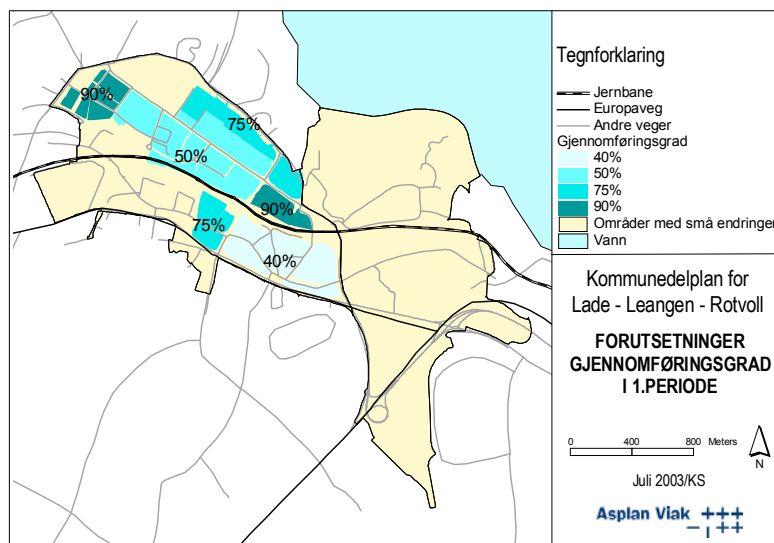 90%
75%
50%
90%
75%
40%
Tegnforklaring
Jernbane
Europaveg
Andre veger
Gjennomføringsgrad
40%
50%
75%
90%
Områder med små endringer
Vann
Kommunedelplan for
Lade - Leangen - Rotvoll
FORUTSETNINGER
GJENNOMFØRINGSGRAD
I 1.PERIODE
0 400 800 Meters
N
Juli 2003/KS
Asplan Viak